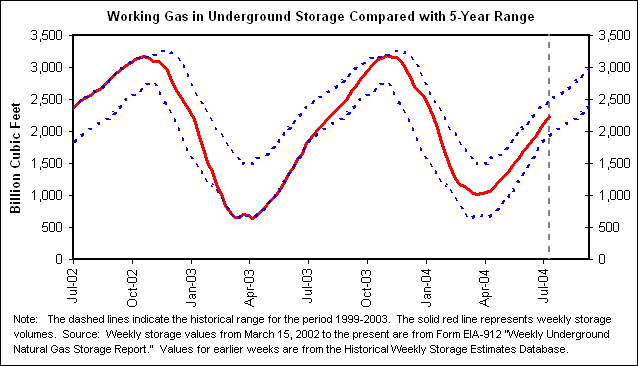 Working Gas in Underground Storage Compared with 5-Year Range
3,500
3,000
2,500
2,000
1,500
1,000
500
0
Billion Cubic Feet
3,500
3,000
2,500
2,000
1,500
1,000
500
0
Jul-02
Oct-02
Jan-03
Apr-03
Jul-03
Oct-03
Jan-04
Apr-04
Jul-04
Note: The dashed lines indicate the historical range for the period 1999-2003. The solid red line represents weekly storage
volumes. Source: Weekly storage values from March 15, 2002 to the present are from Form EIA-912 "Weekly Underground
Natural Gas Storage Report." Values for earlier weeks are from the Historical Weekly Storage Estimates Database.